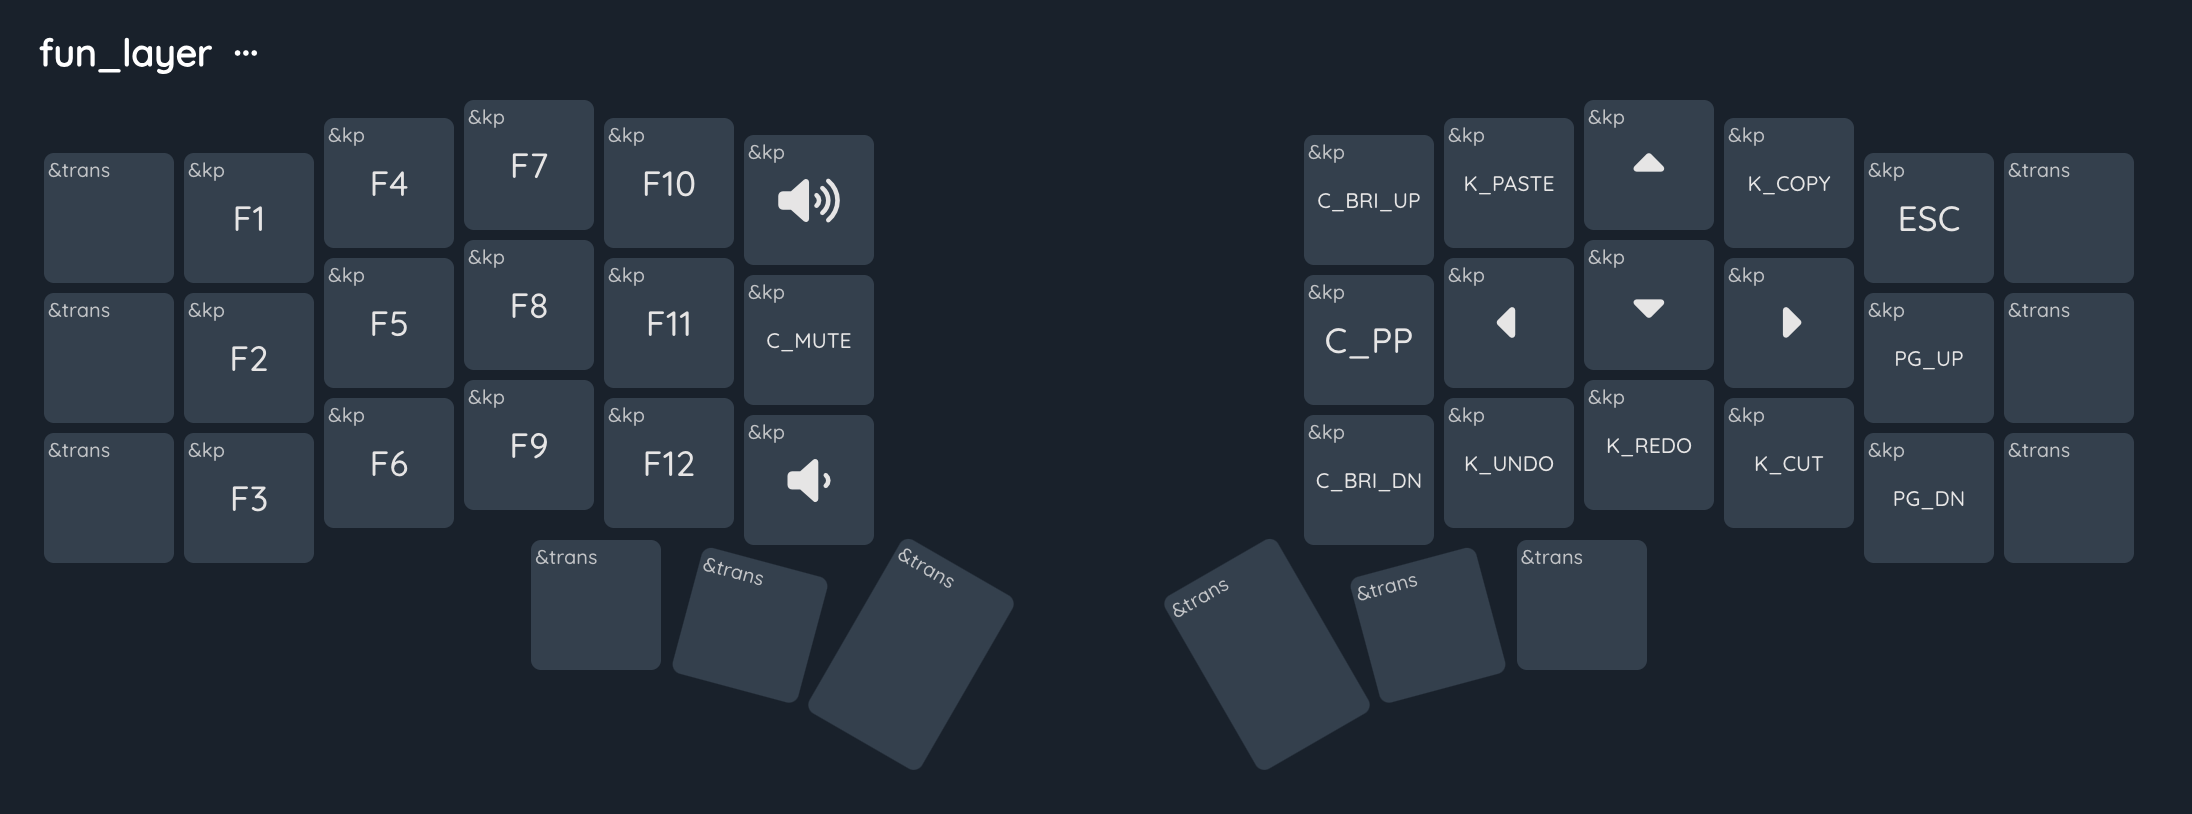 fun_layer ...
&trans
&kp
F1
&kp
F4
&kp
F7
&kp
F10
&kp
&kp
C_BRI_UP
&kp
K_PASTE
&kp
&kp
K_COPY
&kp
ESC
&trans
&trans
&kp
F2
&kp
F5
&kp
F8
&kp
F11
&kp
C_MUTE
&kp
C_PP
&kp
&kp
&kp
&kp
PG_UP
&trans
&trans
&kp
F3
&kp
F6
&kp
F9
&kp
F12
&kp
&kp
C_BRI_DN
&kp
K_UNDO
&kp
K_REDO
&kp
K_CUT
&kp
PG_DN
&trans
&trans
&trans
&trans
&trans
&trans
&trans